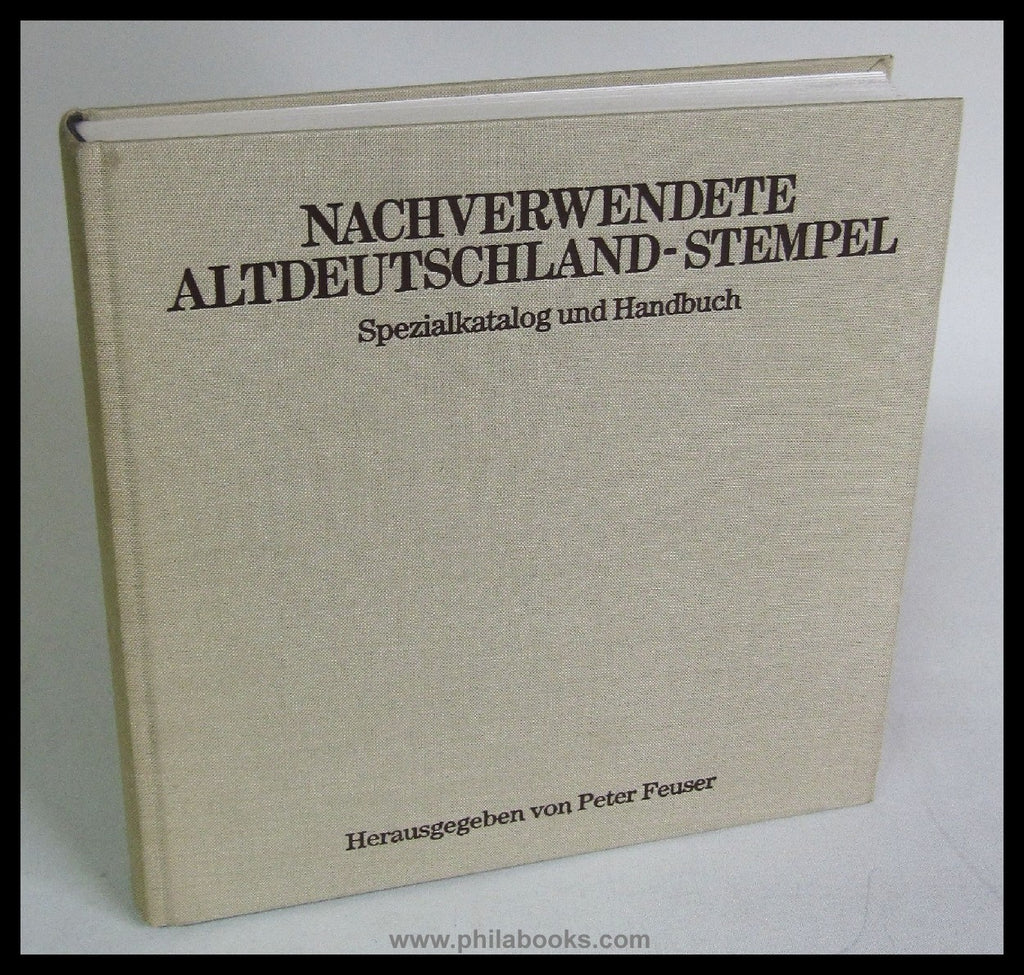 NACHVERWENDETE
ALTDEUTSCHLAND-STEMPEL
Spezialkatalog und Handbuch
Herausgegeben von Peter Feuser
www.philabooks.com